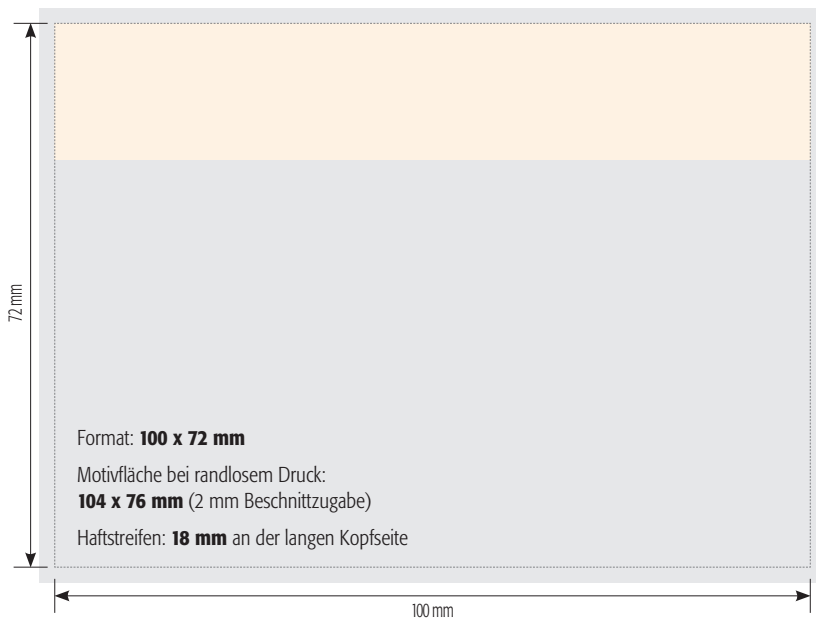 72 mm
Format: 100 x 72 mm
Motivfläche bei randlosem Druck:
104 x 76 mm (2 mm Beschnittzugabe)
Haftstreifen: 18 mm an der langen Kopfseite
100 mm